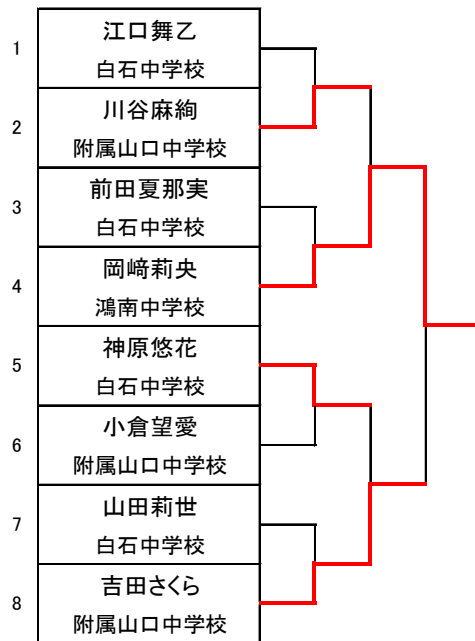 1
江口舞乙
白石中学校
2
川谷麻絢
附属山口中学校
3
前田夏那実
白石中学校
4
岡﨑莉央
鴻南中学校
5
神原悠花
白石中学校
6
小倉望愛
附属山口中学校
7
山田莉世
白石中学校
8
吉田さくら
附属山口中学校